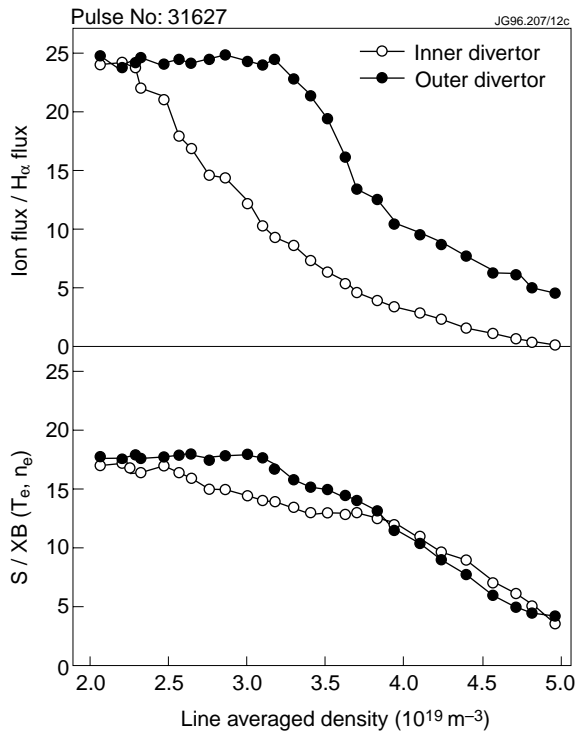 Pulse No: 31627
JG96.207/12c
Inner divertor
Outer divertor
Ion flux / Hα flux
25
20
15
10
5
0
S / XB (Te, ne)
25
20
15
10
5
0
2.0 2.5 3.0 3.5 4.0 4.5 5.0
Line averaged density (10¹⁹ m⁻³)